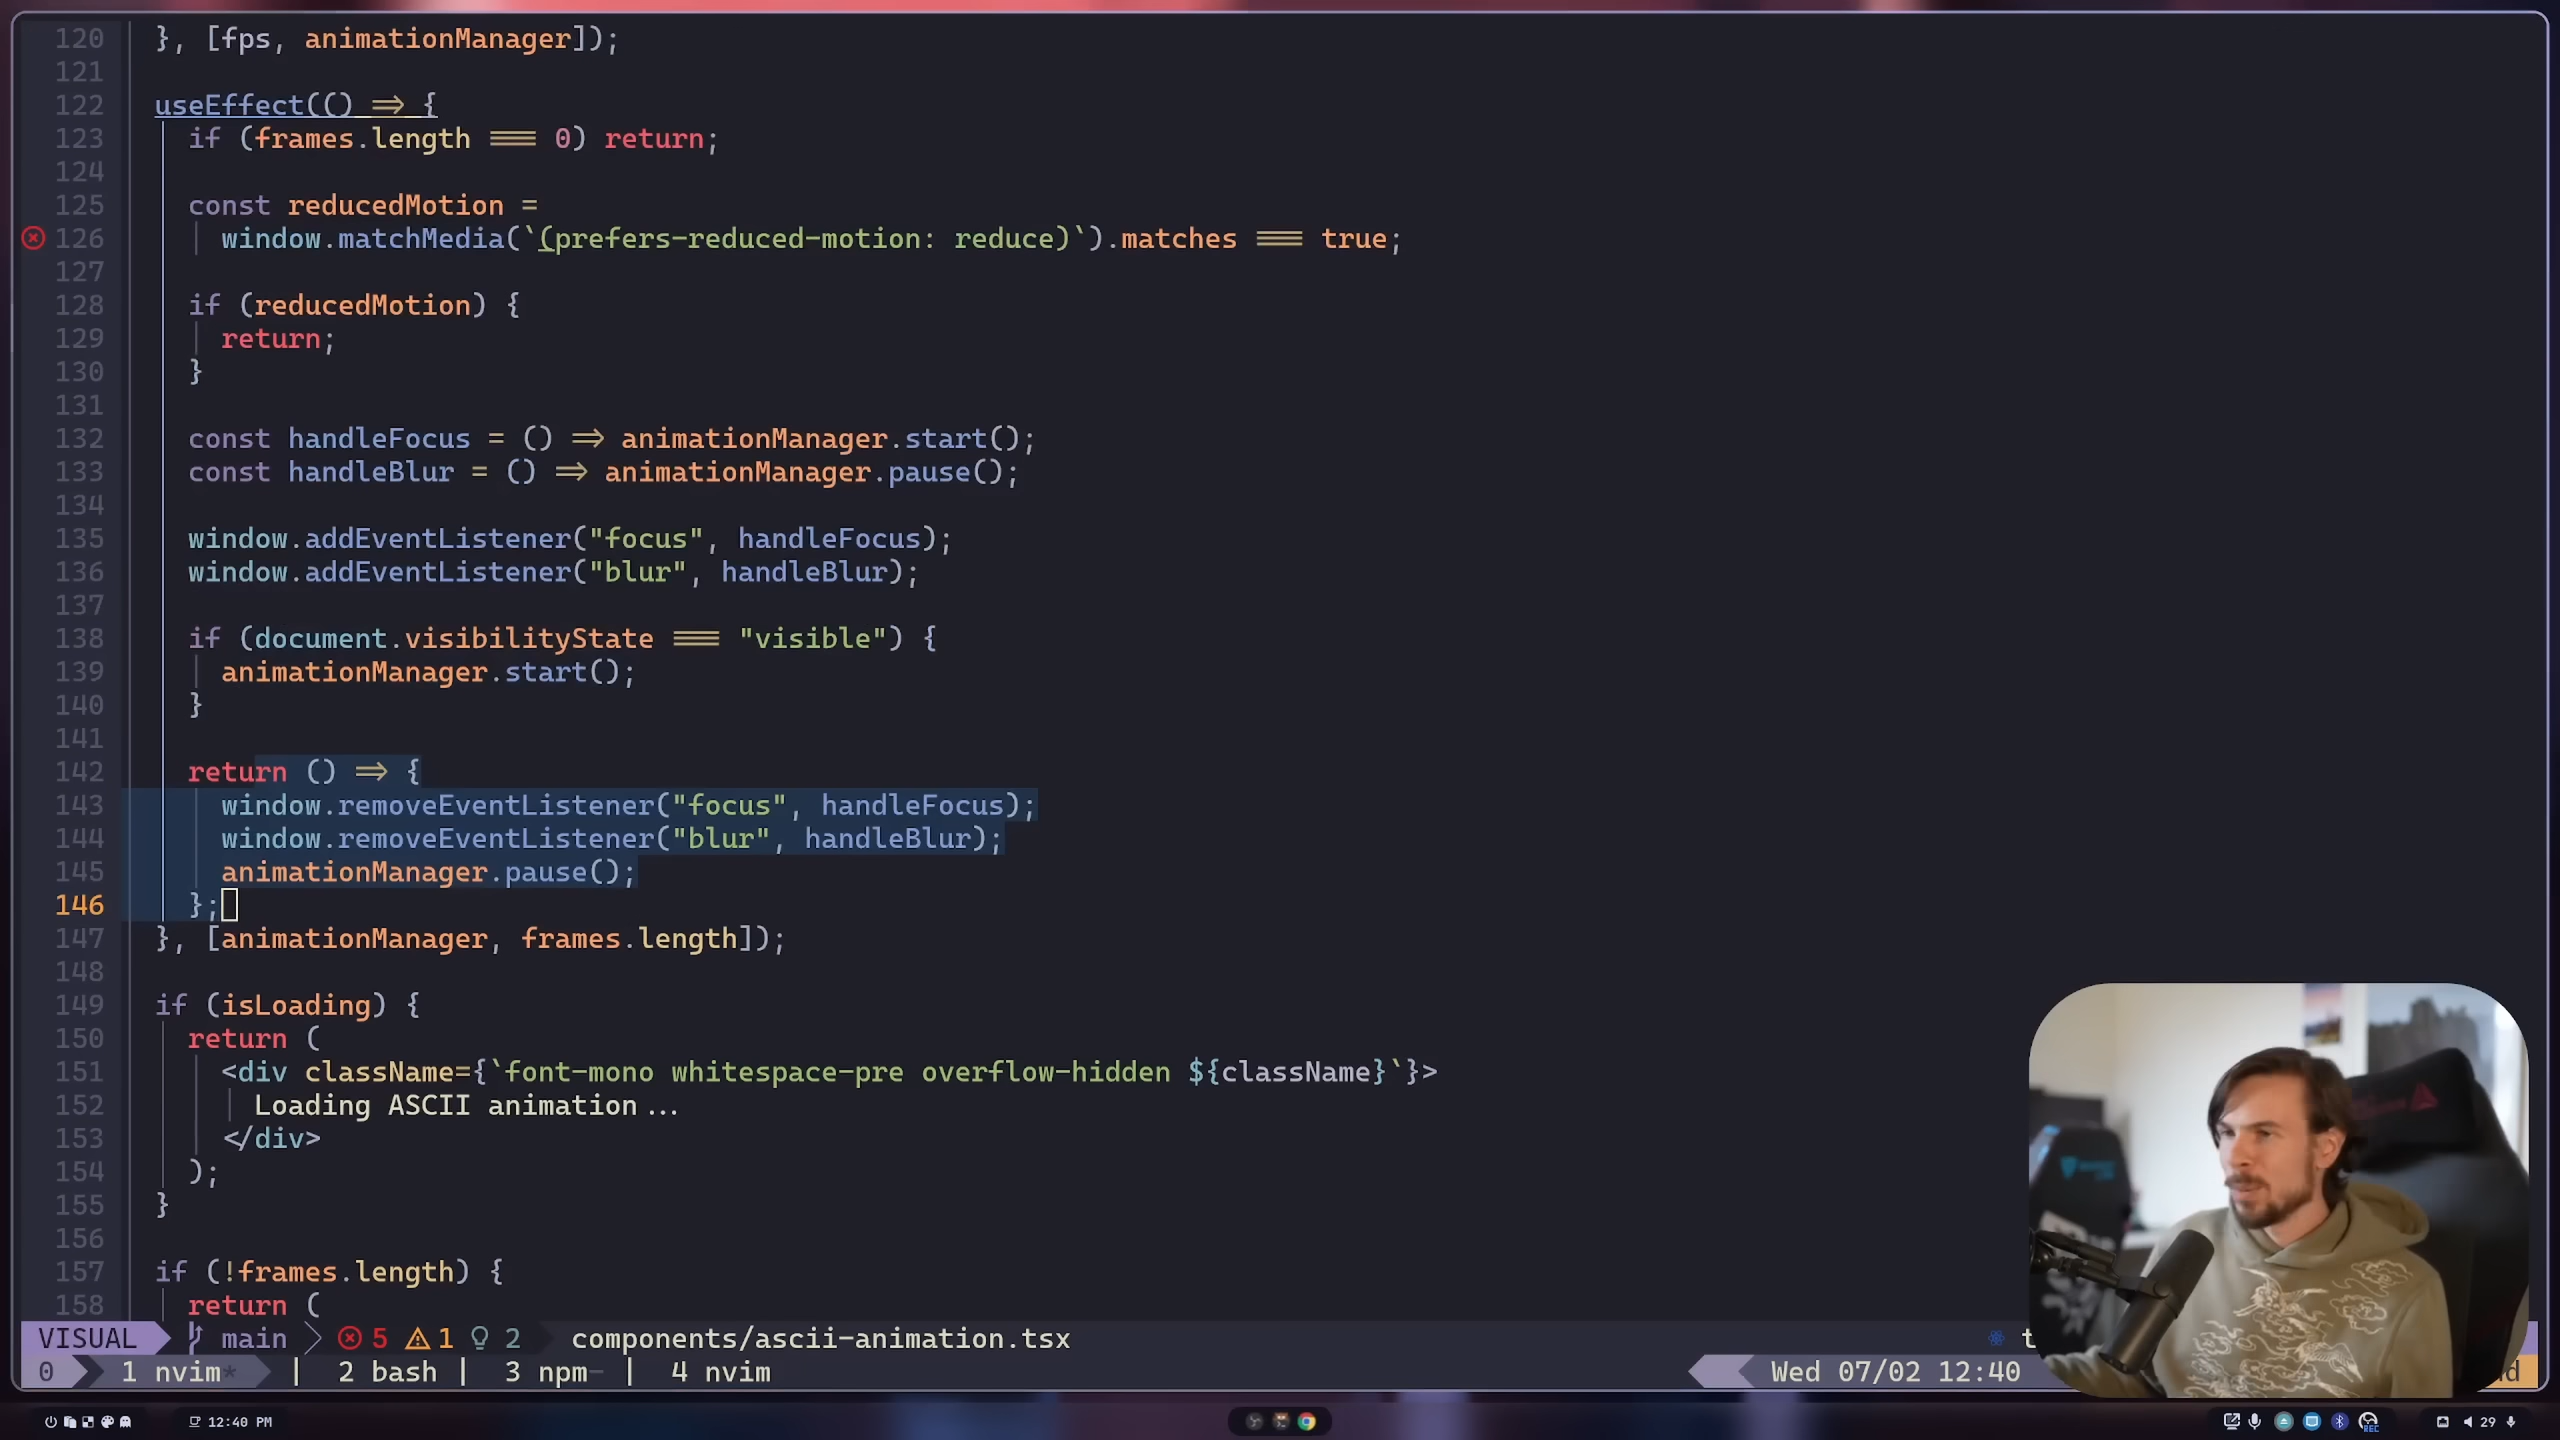 120 }, [fps, animationManager]);
121
122 useEffect(() => {
123 if (frames.length === 0) return;
124
125 const reducedMotion =
126 window.matchMedia(`(prefers-reduced-motion: reduce)`).matches === true;
127
128 if (reducedMotion) {
129 return;
130 }
131
132 const handleFocus = () => animationManager.start();
133 const handleBlur = () => animationManager.pause();
134
135 window.addEventListener("focus", handleFocus);
136 window.addEventListener("blur", handleBlur);
137
138 if (document.visibilityState === "visible") {
139 animationManager.start();
140 }
141
142 return () => {
143 window.removeEventListener("focus", handleFocus);
144 window.removeEventListener("blur", handleBlur);
145 animationManager.pause();
146 };
147 }, [animationManager, frames.length]);
148
149 if (isLoading) {
150 return (
151 <div className={`font-mono whitespace-pre overflow-hidden ${className}`}>
152 Loading ASCII animation...
153 </div>
154 );
155 }
156
157 if (!frames.length) {
158 return (
VISUAL main 5 1 2 components/ascii-animation.tsx t
0 1 nvim* | 2 bash | 3 npm- | 4 nvim Wed 07/02 12:40
12:40 PM 29